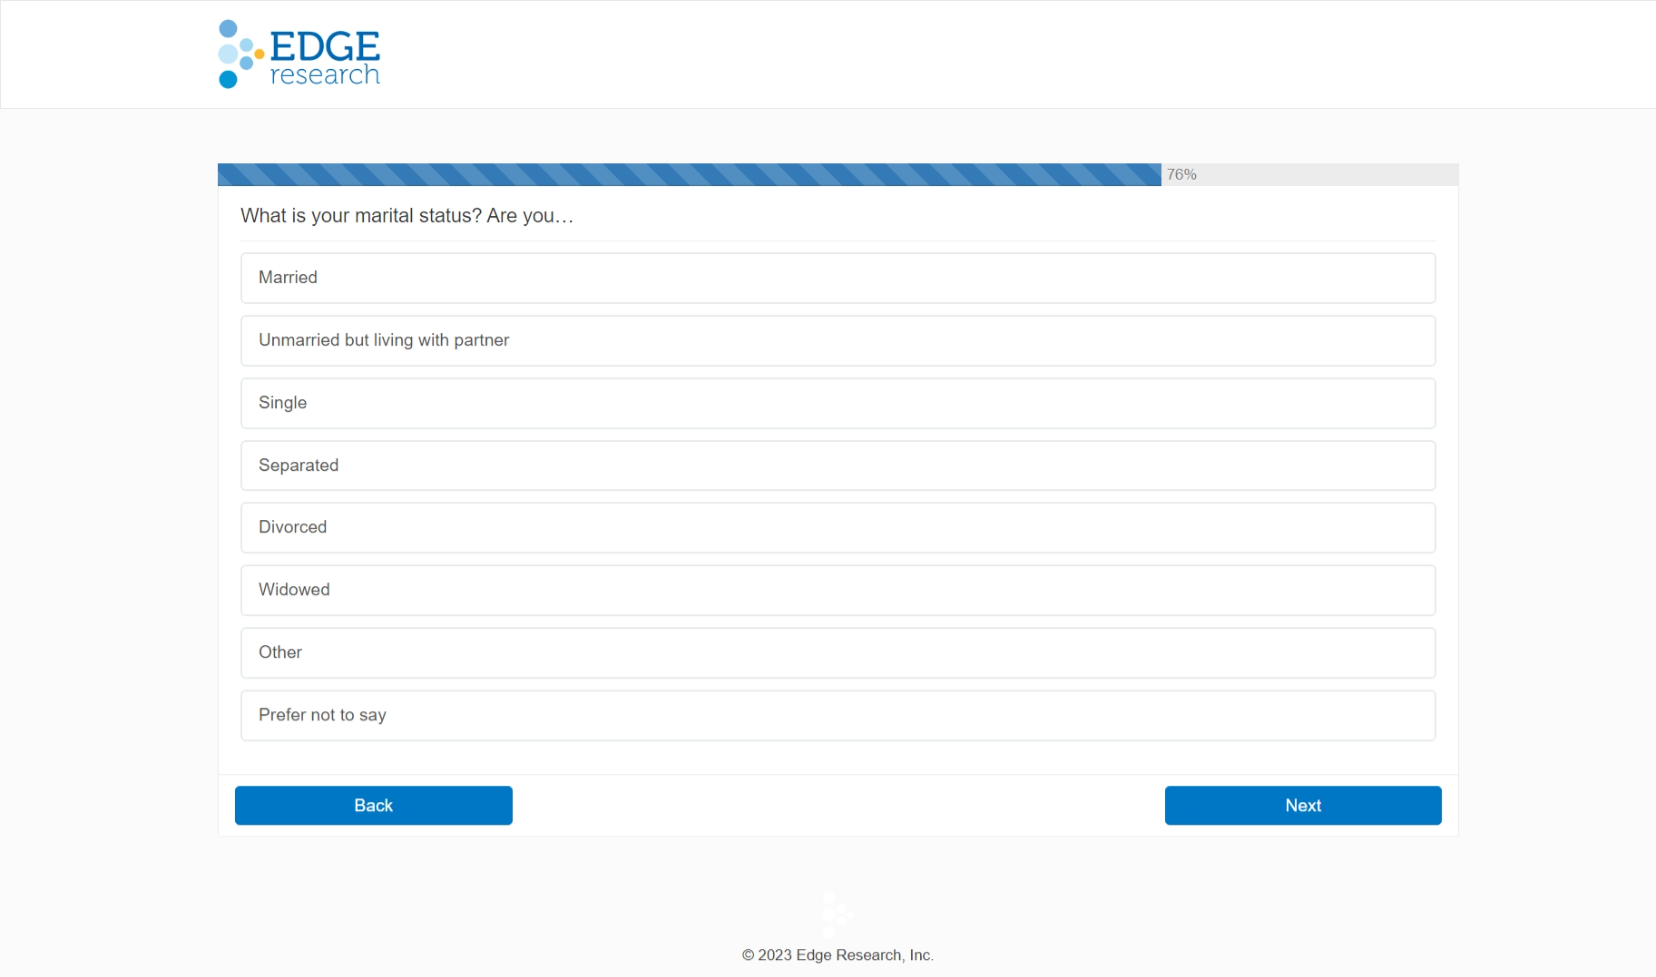 EDGE
research
76%
What is your marital status? Are you…
Married
Unmarried but living with partner
Single
Separated
Divorced
Widowed
Other
Prefer not to say
Back
Next
© 2023 Edge Research, Inc.